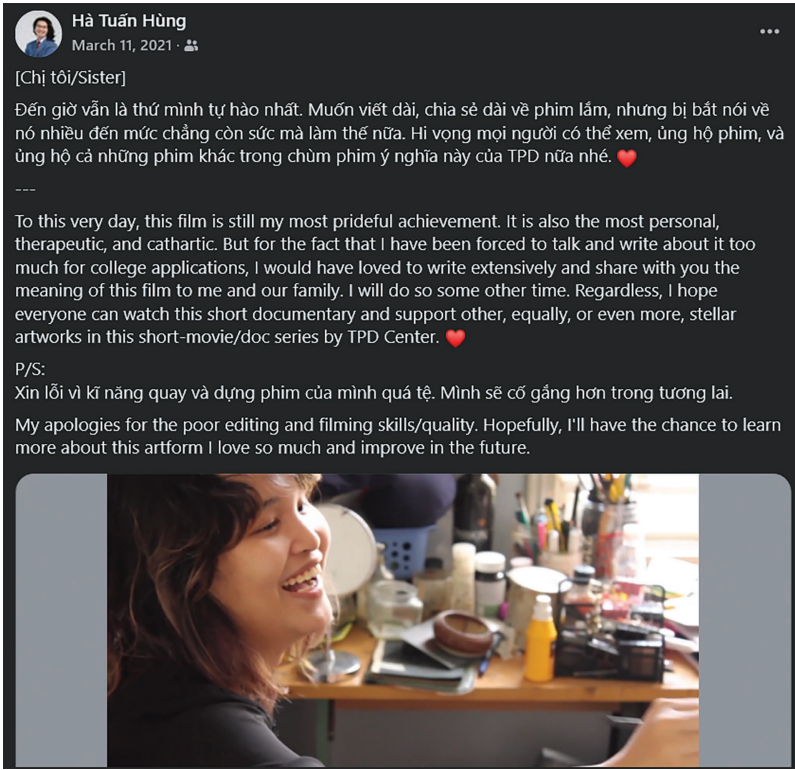 Hà Tuấn Hùng
March 11, 2021 ·
[Chị tôi/Sister]
Đến giờ vẫn là thứ mình tự hào nhất. Muốn viết dài, chia sẻ dài về phim lắm, nhưng bị bắt nói về
nó nhiều đến mức chẳng còn sức mà làm thế nữa. Hi vọng mọi người có thể xem, ủng hộ phim, và
ủng hộ cả những phim khác trong chùm phim ý nghĩa này của TPD nữa nhé. ❤️
---
To this very day, this film is still my most prideful achievement. It is also the most personal,
therapeutic, and cathartic. But for the fact that I have been forced to talk and write about it too
much for college applications, I would have loved to write extensively and share with you the
meaning of this film to me and our family. I will do so some other time. Regardless, I hope
everyone can watch this short documentary and support other, equally, or even more, stellar
artworks in this short-movie/doc series by TPD Center. ❤️
P/S:
Xin lỗi vì kĩ năng quay và dựng phim của mình quá tệ. Mình sẽ cố gắng hơn trong tương lai.
My apologies for the poor editing and filming skills/quality. Hopefully, I'll have the chance to learn
more about this artform I love so much and improve in the future.